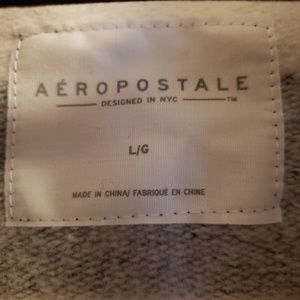 AÉROPOSTALE
DESIGNED IN NYC ™
L/G
MADE IN CHINA/ FABRIQUÉ EN CHINE